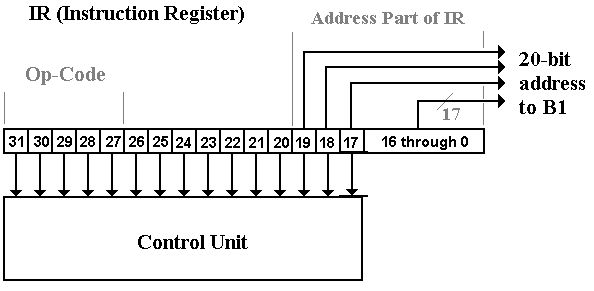 IR (Instruction Register)
Address Part of IR
Op-Code
20-bit
address
to B1
17
31 30 29 28 27 26 25 24 23 22 21 20 19 18 17 16 through 0
Control Unit